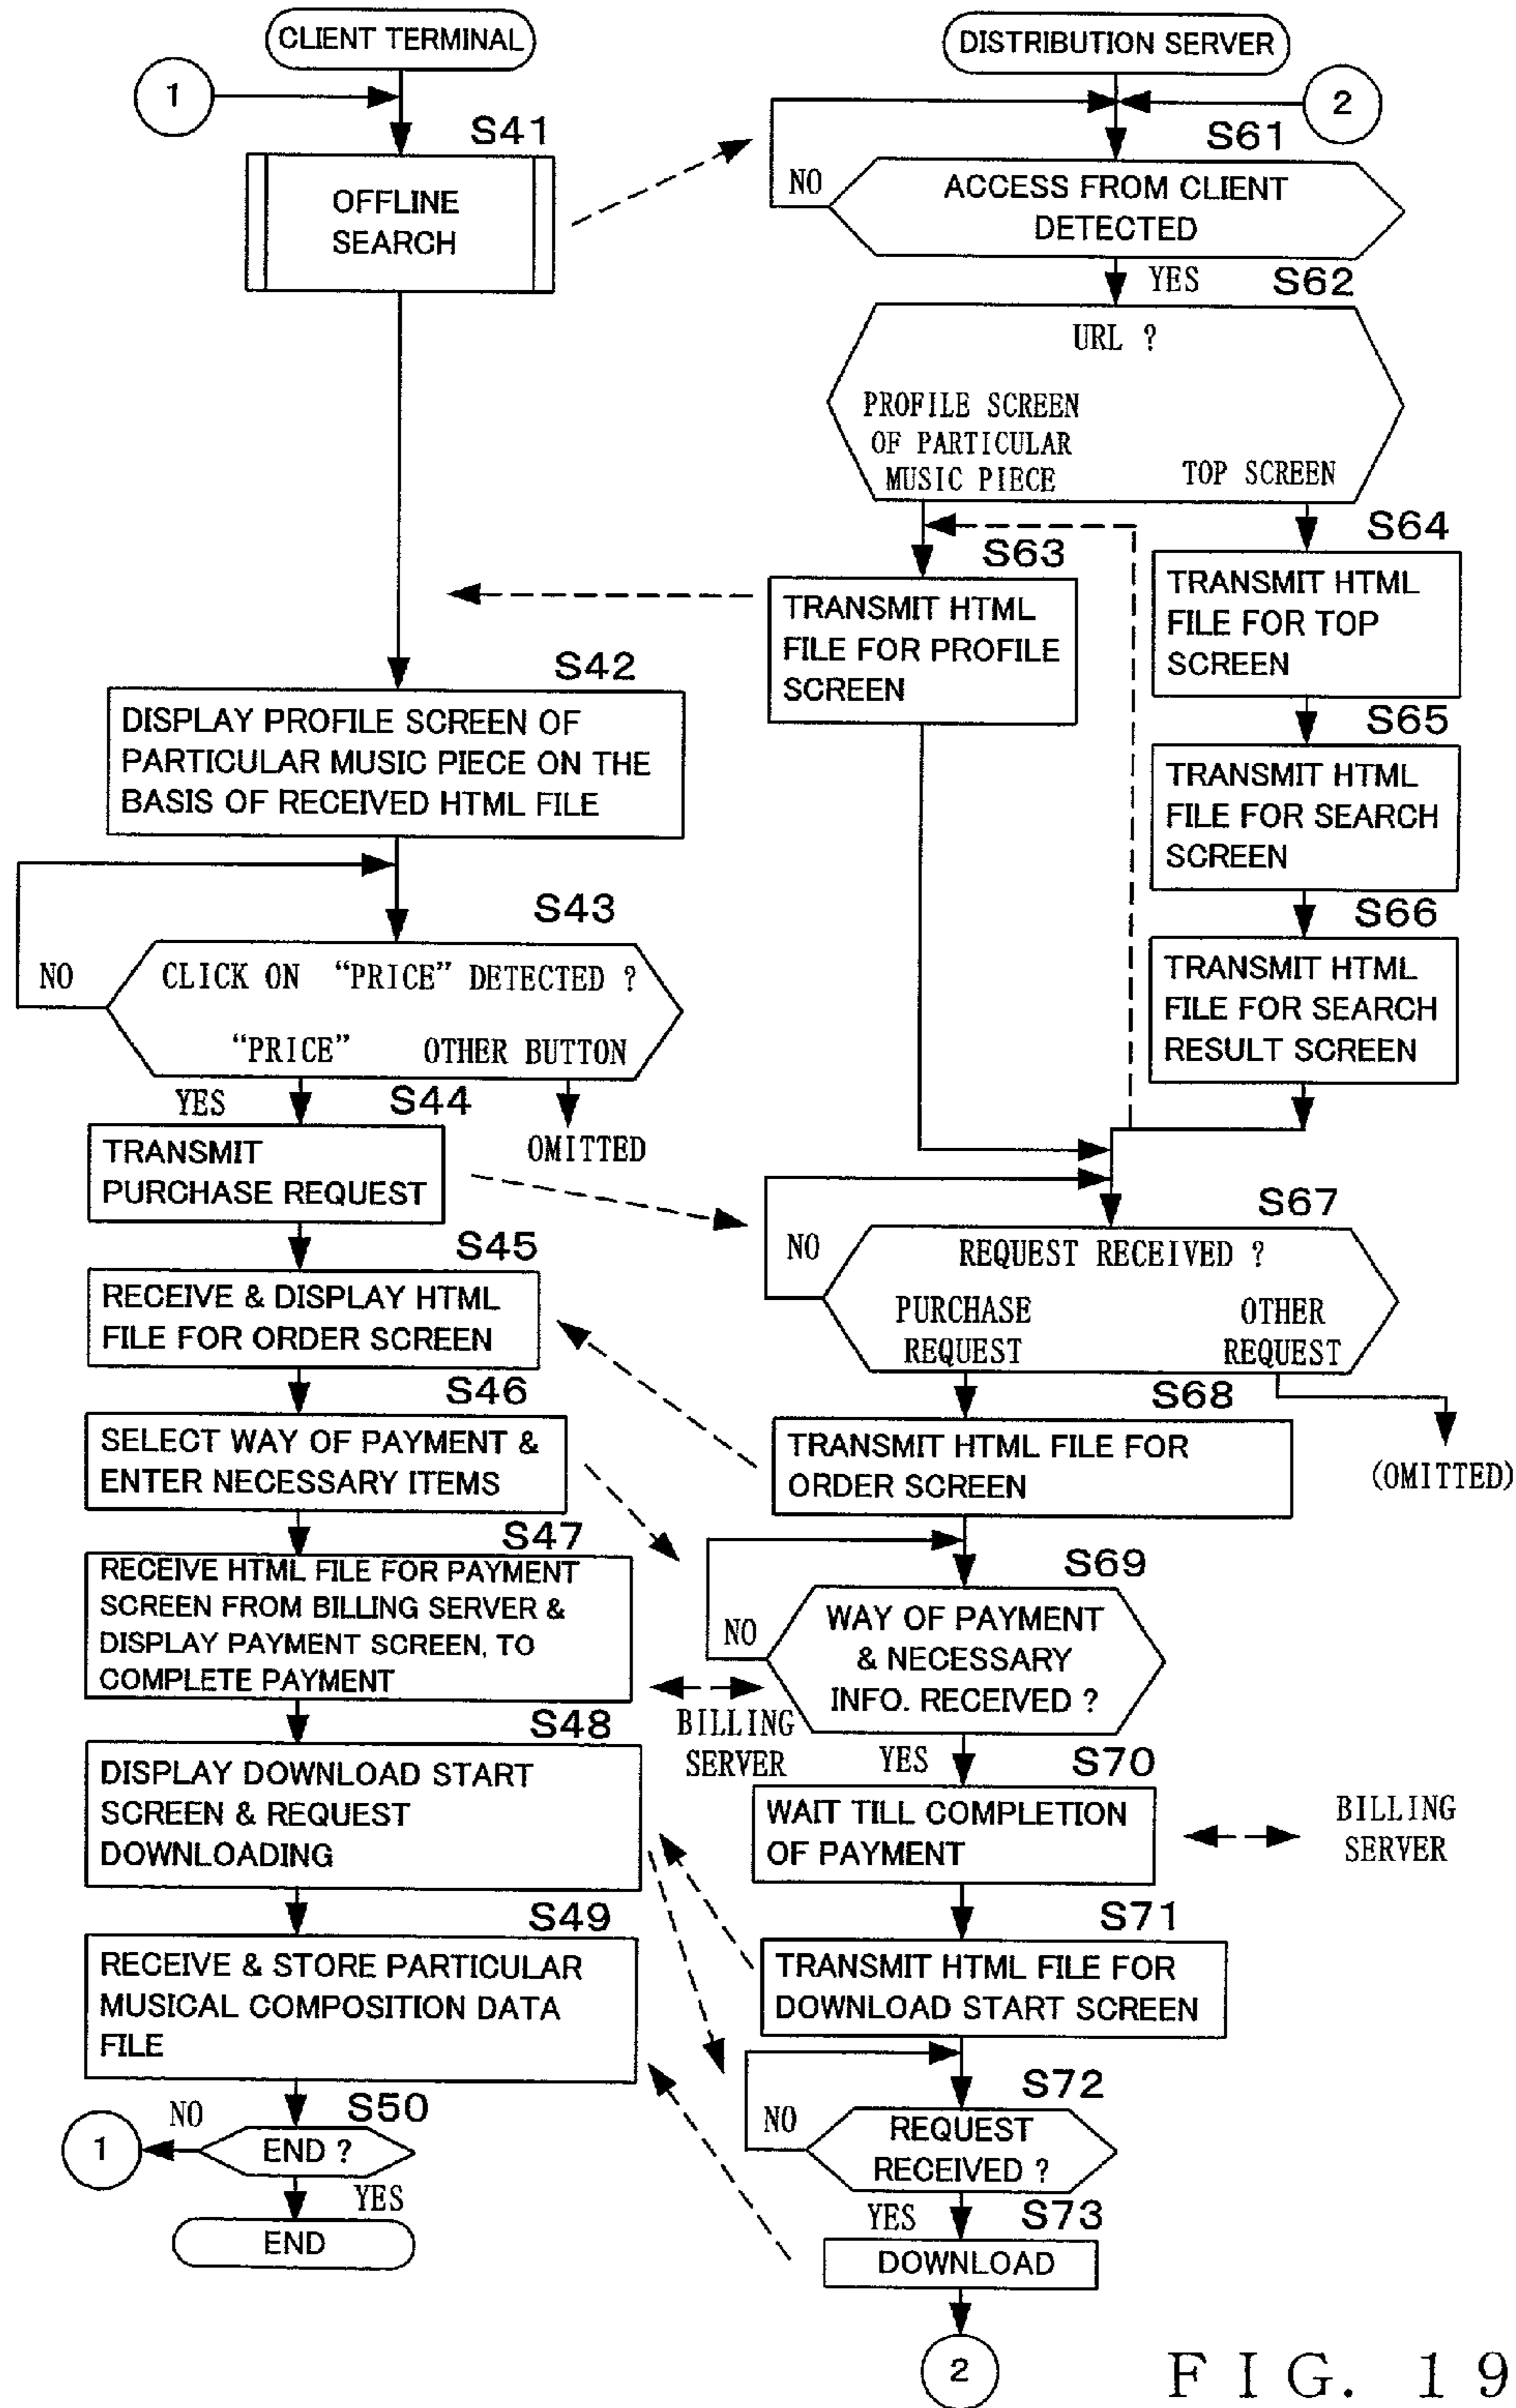 CLIENT TERMINAL
1
S41
OFFLINE
SEARCH
S42
DISPLAY PROFILE SCREEN OF
PARTICULAR MUSIC PIECE ON THE
BASIS OF RECEIVED HTML FILE
S43
NO
CLICK ON "PRICE" DETECTED ?
"PRICE" OTHER BUTTON
YES
S44
OMITTED
TRANSMIT
PURCHASE REQUEST
S45
RECEIVE & DISPLAY HTML
FILE FOR ORDER SCREEN
S46
SELECT WAY OF PAYMENT &
ENTER NECESSARY ITEMS
S47
RECEIVE HTML FILE FOR PAYMENT
SCREEN FROM BILLING SERVER &
DISPLAY PAYMENT SCREEN, TO
COMPLETE PAYMENT
BILLING
SERVER
S48
DISPLAY DOWNLOAD START
SCREEN & REQUEST
DOWNLOADING
S49
RECEIVE & STORE PARTICULAR
MUSICAL COMPOSITION DATA
FILE
S50
NO
1
END ?
YES
END
DISTRIBUTION SERVER
2
S61
NO
ACCESS FROM CLIENT
DETECTED
YES
S62
URL ?
PROFILE SCREEN
OF PARTICULAR
MUSIC PIECE
TOP SCREEN
S63
TRANSMIT HTML
FILE FOR PROFILE
SCREEN
S64
TRANSMIT HTML
FILE FOR TOP
SCREEN
S65
TRANSMIT HTML
FILE FOR SEARCH
SCREEN
S66
TRANSMIT HTML
FILE FOR SEARCH
RESULT SCREEN
S67
NO
REQUEST RECEIVED ?
PURCHASE
REQUEST
OTHER
REQUEST
(OMITTED)
S68
TRANSMIT HTML FILE FOR
ORDER SCREEN
S69
NO
WAY OF PAYMENT
& NECESSARY
INFO. RECEIVED ?
YES
S70
WAIT TILL COMPLETION
OF PAYMENT
BILLING
SERVER
S71
TRANSMIT HTML FILE FOR
DOWNLOAD START SCREEN
S72
NO
REQUEST
RECEIVED ?
YES
S73
DOWNLOAD
2
FIG. 19